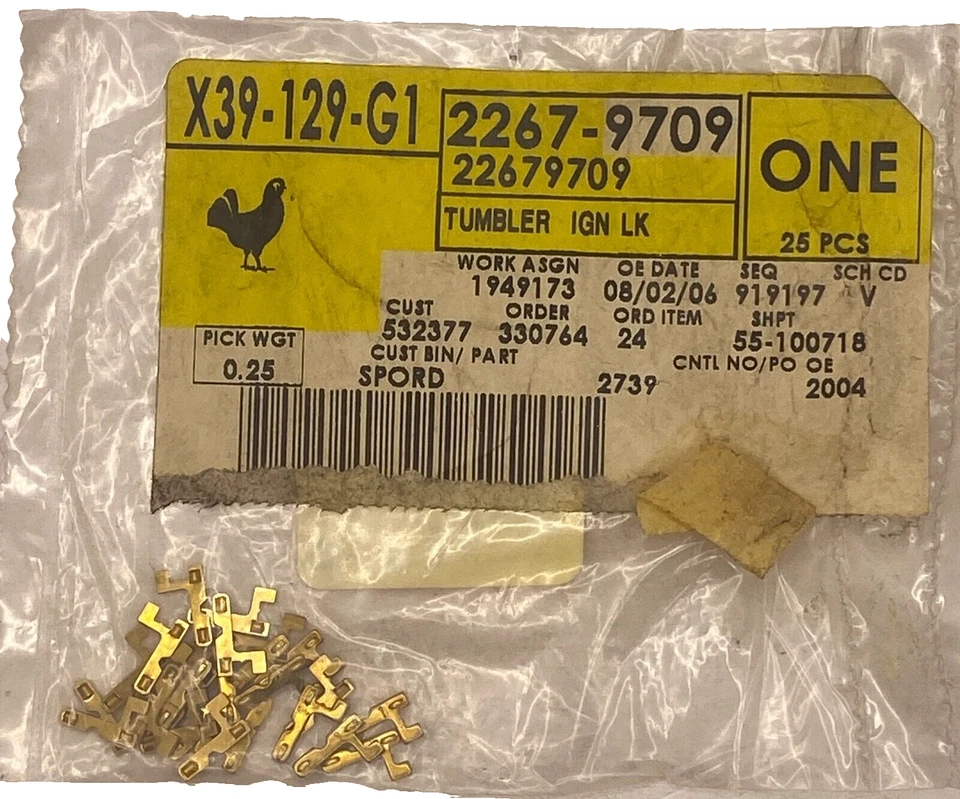 X39-129-G1
2267-9709
22679709
ONE
TUMBLER IGN LK
25 PCS
WORK ASGN OE DATE SEQ SCH CD
1949173 08/02/06 919197 V
CUST ORDER ORD ITEM SHPT
532377 330764 24 55-100718
PICK WGT
0.25
CUST BIN/ PART CNTL NO/PO OE
SPORD 2739 2004